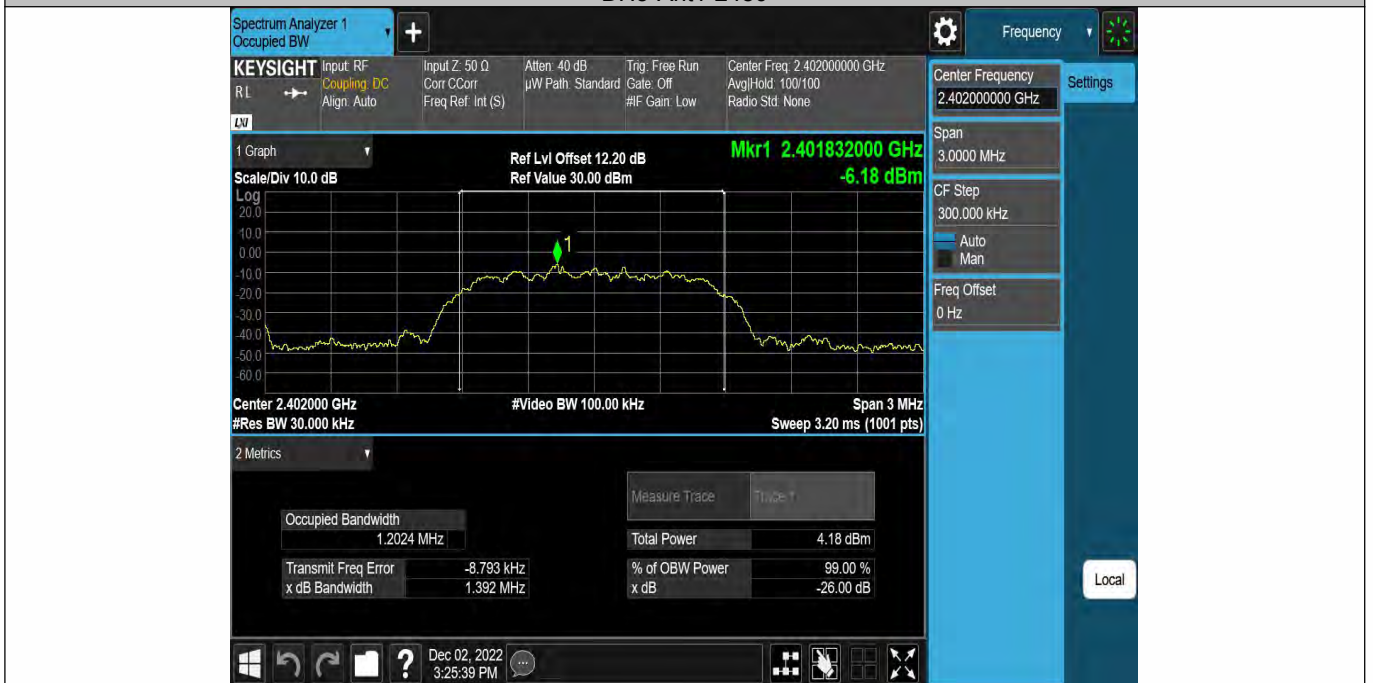 Spectrum Analyzer 1
Occupied BW
Frequency
KEYSIGHT
RL
LXI
Input: RF
Coupling: DC
Align: Auto
Input Z: 50 Ω
Corr CCorr
Freq Ref: Int (S)
Atten: 40 dB
µW Path: Standard
Trig: Free Run
Gate: Off
#IF Gain: Low
Center Freq: 2.402000000 GHz
Avg|Hold: 100/100
Radio Std: None
Center Frequency
2.402000000 GHz
Settings
Span
3.0000 MHz
CF Step
300.000 kHz
Auto
Man
Freq Offset
0 Hz
Local
1 Graph
Scale/Div 10.0 dB
Ref Lvl Offset 12.20 dB
Ref Value 30.00 dBm
Mkr1 2.401832000 GHz
-6.18 dBm
Log
20.0
10.0
0.00
-10.0
-20.0
-30.0
-40.0
-50.0
-60.0
1
Center 2.402000 GHz
#Video BW 100.00 kHz
Span 3 MHz
#Res BW 30.000 kHz
Sweep 3.20 ms (1001 pts)
2 Metrics
Measure Trace
Trace 1
Occupied Bandwidth
1.2024 MHz
Total Power
4.18 dBm
Transmit Freq Error
-8.793 kHz
% of OBW Power
99.00 %
x dB Bandwidth
1.392 MHz
x dB
-26.00 dB
Dec 02, 2022
3:25:39 PM